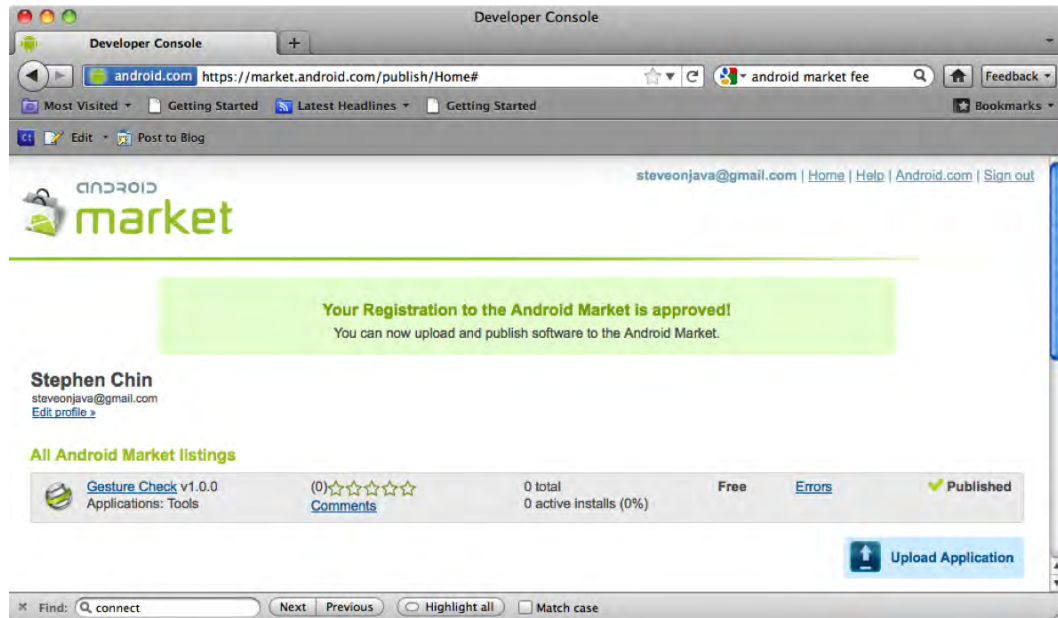 Developer Console
Developer Console
+
android.com https://market.android.com/publish/Home#
android market fee
Feedback
Most Visited Getting Started Latest Headlines Getting Started
Bookmarks
Ct Edit Post to Blog
steveonjava@gmail.com | Home | Help | Android.com | Sign out
android
market
Your Registration to the Android Market is approved!
You can now upload and publish software to the Android Market.
Stephen Chin
steveonjava@gmail.com
Edit profile »
All Android Market listings
Gesture Check v1.0.0
(0)
0 total
Free
Errors
Published
Applications: Tools
Comments
0 active installs (0%)
Upload Application
× Find: connect Next Previous Highlight all Match case